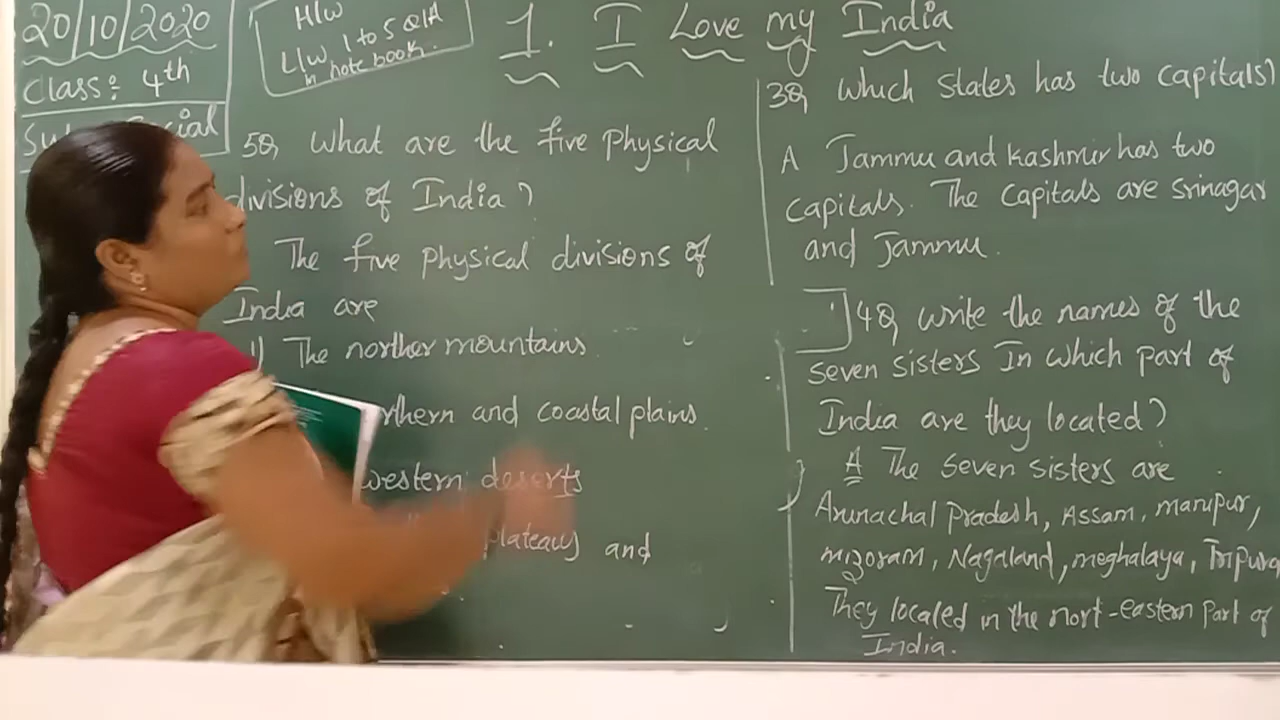 20/10/2020
Class: 4th
H/W
L/W 1 to 5 Q/A
in note book.
1. I Love my India
5Q, What are the five Physical
divisions of India?
The five Physical divisions of
India are
1) The norther mountains
and coastal plains.
western deserts
plateaus and
3Q, Which States has two Capitals?
A Jammu and Kashmir has two
Capitals. The Capitals are Srinagar
and Jammu.
4Q, Write the names of the
Seven Sisters In which part of
India are they located?
A The Seven Sisters are
Arunachal Pradesh, Assam, manipur,
mizoram, Nagaland, meghalaya, Tripura
They located in the nort-eastern part of
India.